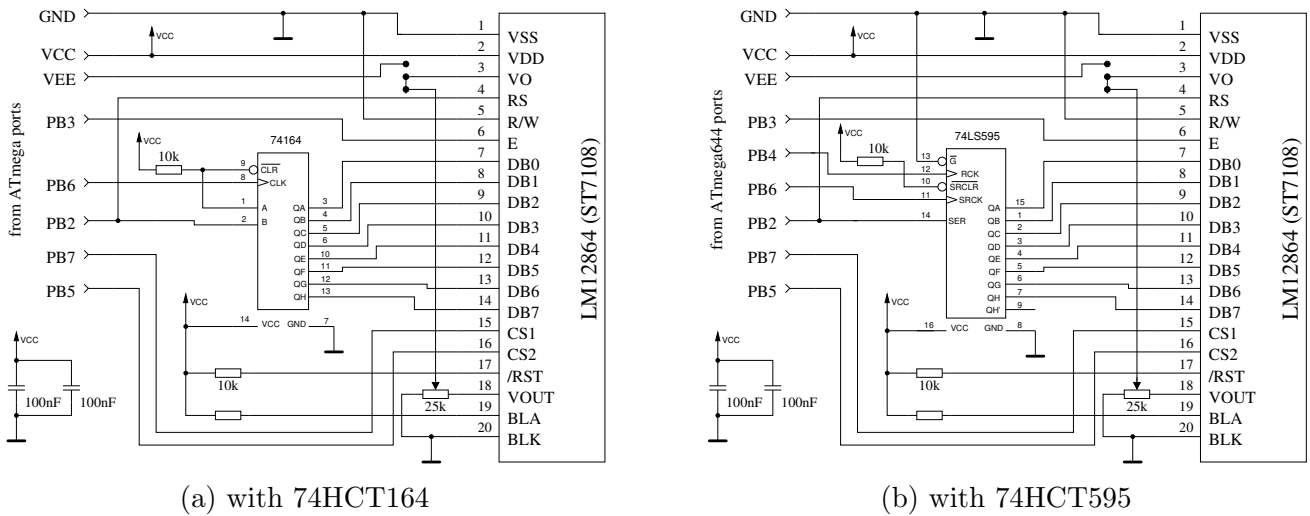 GND
VCC
VCC
VEE
from ATmega ports
PB3
PB6
PB2
PB7
PB5
VCC
10k
74164
9 CLR
8 CLK
1 A
2 B
QA 3
QB 4
QC 5
QD 6
QE 10
QF 11
QG 12
QH 13
14 VCC GND 7
VCC
VCC
100nF
100nF
10k
25k
1 VSS
2 VDD
3 VO
4 RS
5 R/W
6 E
7 DB0
8 DB1
9 DB2
10 DB3
11 DB4
12 DB5
13 DB6
14 DB7
15 CS1
16 CS2
17 /RST
18 VOUT
19 BLA
20 BLK
LM12864 (ST7108)
(a) with 74HCT164
GND
VCC
VCC
VEE
from ATmega644 ports
PB3
PB4
PB6
PB2
PB7
PB5
VCC
10k
74LS595
13 G
12 RCK
10 SRCLR
11 SRCK
14 SER
QA 15
QB 1
QC 2
QD 3
QE 4
QF 5
QG 6
QH 7
QH' 9
16 VCC GND 8
VCC
VCC
100nF
100nF
10k
25k
1 VSS
2 VDD
3 VO
4 RS
5 R/W
6 E
7 DB0
8 DB1
9 DB2
10 DB3
11 DB4
12 DB5
13 DB6
14 DB7
15 CS1
16 CS2
17 /RST
18 VOUT
19 BLA
20 BLK
LM12864 (ST7108)
(b) with 74HCT595